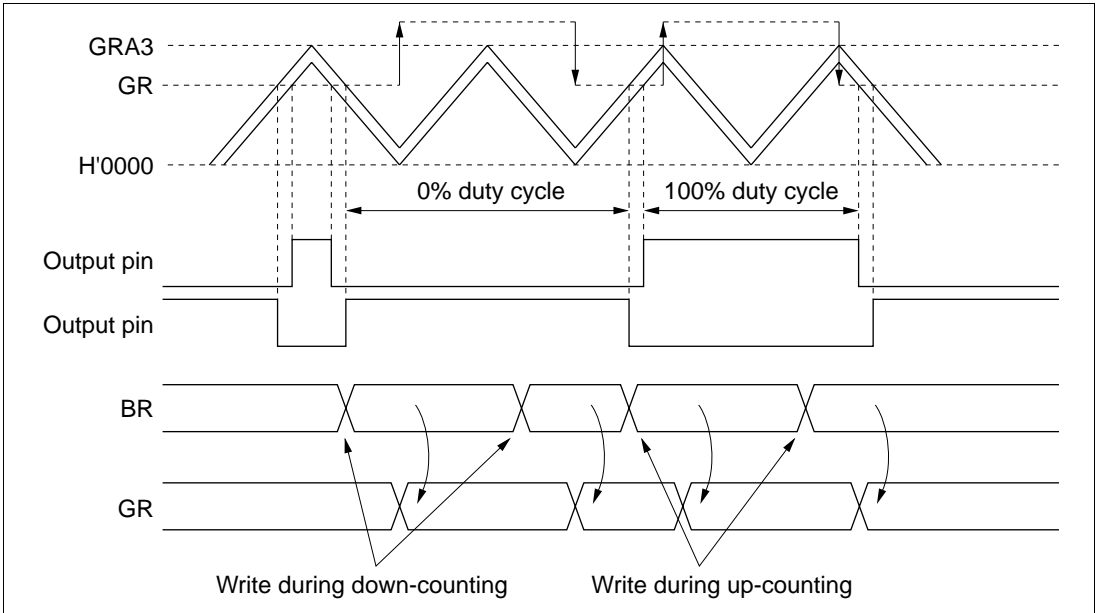 GRA3
GR
H'0000
0% duty cycle 100% duty cycle
Output pin
Output pin
BR
GR
Write during down-counting Write during up-counting